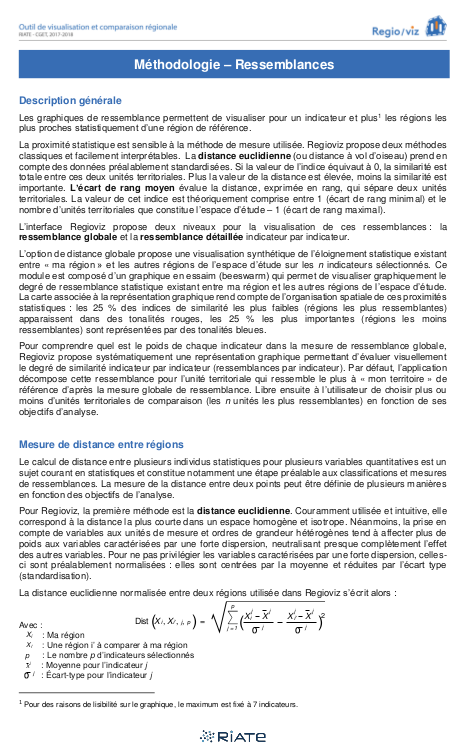 Outil de visualisation et comparaison régionale
RIATE - CGET, 2017-2018
Regio/viz
Méthodologie – Ressemblances
Description générale
Les graphiques de ressemblance permettent de visualiser pour un indicateur et plus¹ les régions les
plus proches statistiquement d'une région de référence.
La proximité statistique est sensible à la méthode de mesure utilisée. Regioviz propose deux méthodes
classiques et facilement interprétables. La distance euclidienne (ou distance à vol d'oiseau) prend en
compte des données préalablement standardisées. Si la valeur de l'indice équivaut à 0, la similarité est
totale entre ces deux unités territoriales. Plus la valeur de la distance est élevée, moins la similarité est
importante. L'écart de rang moyen évalue la distance, exprimée en rang, qui sépare deux unités
territoriales. La valeur de cet indice est théoriquement comprise entre 1 (écart de rang minimal) et le
nombre d'unités territoriales que constitue l'espace d'étude – 1 (écart de rang maximal).
L'interface Regioviz propose deux niveaux pour la visualisation de ces ressemblances : la
ressemblance globale et la ressemblance détaillée indicateur par indicateur.
L'option de distance globale propose une visualisation synthétique de l'éloignement statistique existant
entre « ma région » et les autres régions de l'espace d'étude sur les n indicateurs sélectionnés. Ce
module est composé d'un graphique en essaim (beeswarm) qui permet de visualiser graphiquement le
degré de ressemblance statistique existant entre ma région et les autres régions de l'espace d'étude.
La carte associée à la représentation graphique rend compte de l'organisation spatiale de ces proximités
statistiques : les 25 % des indices de similarité les plus faibles (régions les plus ressemblantes)
apparaissent dans des tonalités rouges, les 25 % les plus importantes (régions les moins
ressemblantes) sont représentées par des tonalités bleues.
Pour comprendre quel est le poids de chaque indicateur dans la mesure de ressemblance globale,
Regioviz propose systématiquement une représentation graphique permettant d'évaluer visuellement
le degré de similarité indicateur par indicateur (ressemblances par indicateur). Par défaut, l'application
décompose cette ressemblance pour l'unité territoriale qui ressemble le plus à « mon territoire » de
référence d'après la mesure globale de ressemblance. Libre ensuite à l'utilisateur de choisir plus ou
moins d'unités territoriales de comparaison (les n unités les plus ressemblantes) en fonction de ses
objectifs d'analyse.
Mesure de distance entre régions
Le calcul de distance entre plusieurs individus statistiques pour plusieurs variables quantitatives est un
sujet courant en statistiques et constitue notamment une étape préalable aux classifications et mesures
de ressemblances. La mesure de la distance entre deux points peut être définie de plusieurs manières
en fonction des objectifs de l'analyse.
Pour Regioviz, la première méthode est la distance euclidienne. Couramment utilisée et intuitive, elle
correspond à la distance la plus courte dans un espace homogène et isotrope. Néanmoins, la prise en
compte de variables aux unités de mesure et ordres de grandeur hétérogènes tend à affecter plus de
poids aux variables caractérisées par une forte dispersion, neutralisant presque complètement l'effet
des autres variables. Pour ne pas privilégier les variables caractérisées par une forte dispersion, celles-
ci sont préalablement normalisées : elles sont centrées par la moyenne et réduites par l'écart type
(standardisation).
La distance euclidienne normalisée entre deux régions utilisée dans Regioviz s'écrit alors :
Dist (Xi, Xi', j, p) = √ Σ p j=1 ( (Xi^j − X̄^j)/σ^j − (Xi'^j − X̄^j)/σ^j )²
Avec :
Xi : Ma région
Xi' : Une région i' à comparer à ma région
p : Le nombre p d'indicateurs sélectionnés
x̄^j : Moyenne pour l'indicateur j
σ^j : Écart-type pour l'indicateur j
¹ Pour des raisons de lisibilité sur le graphique, le maximum est fixé à 7 indicateurs.
RIATE